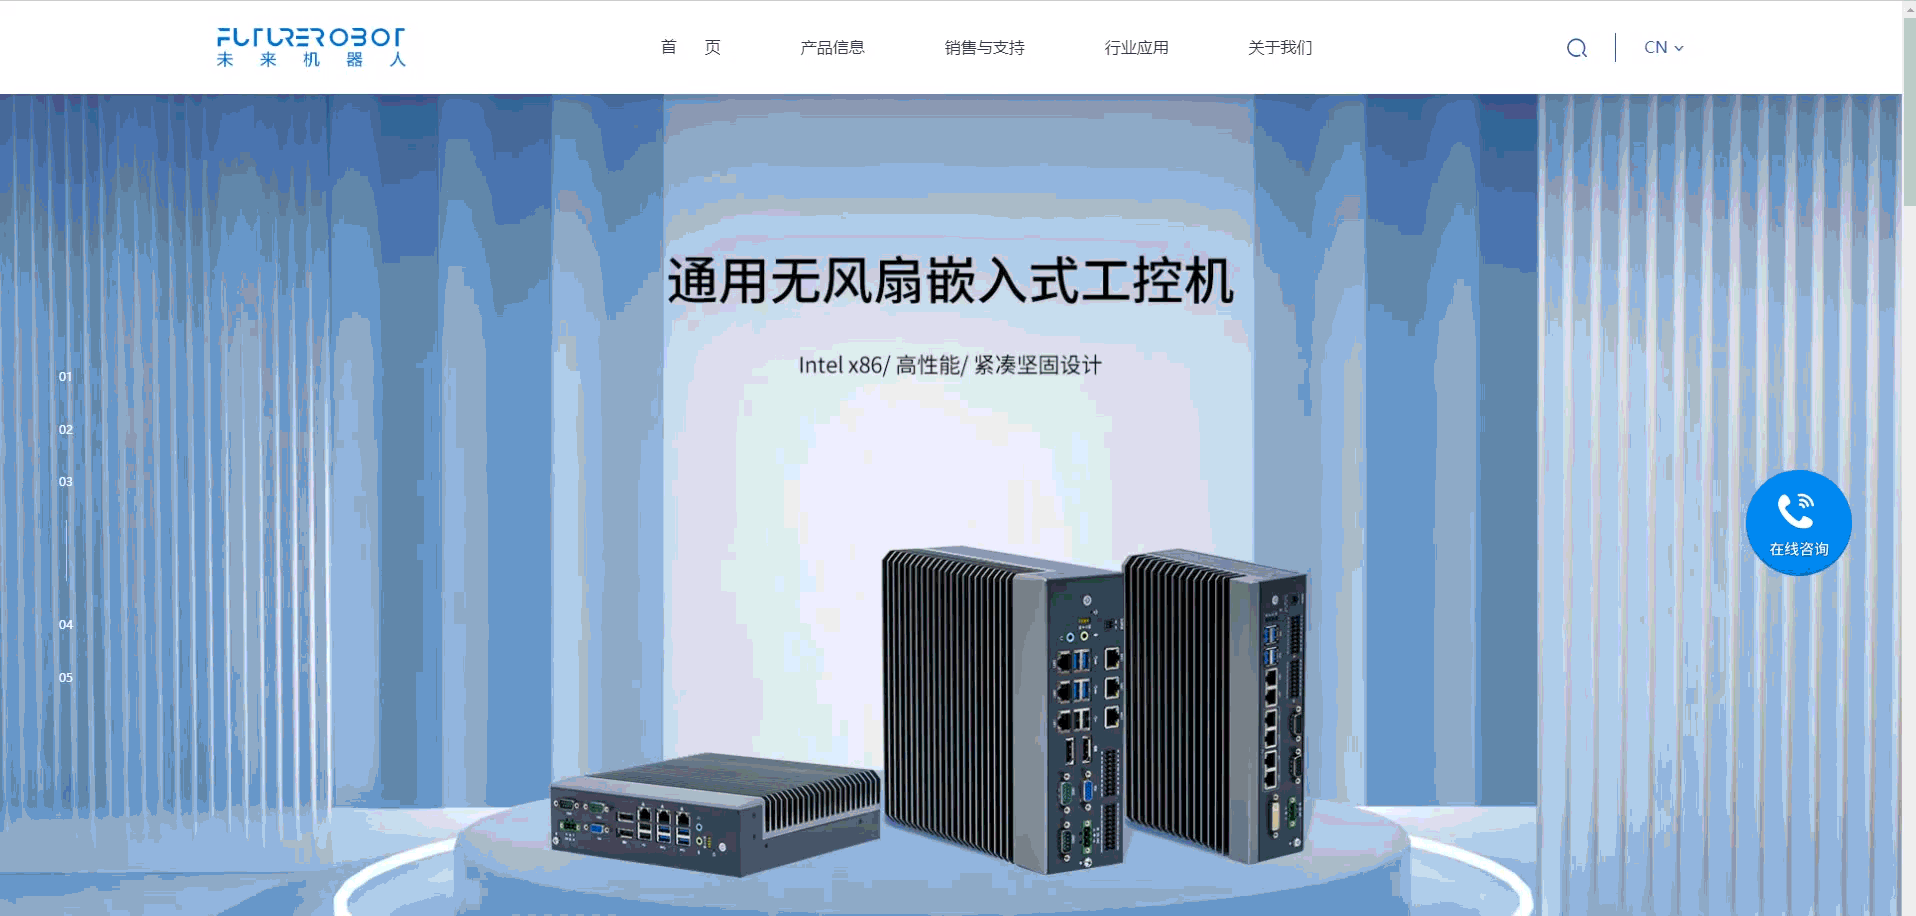 FUTUREROBOT
未来机器人
首 页
产品信息
销售与支持
行业应用
关于我们
CN
通用无风扇嵌入式工控机
Intel x86/ 高性能/ 紧凑坚固设计
01
02
03
04
05
在线咨询